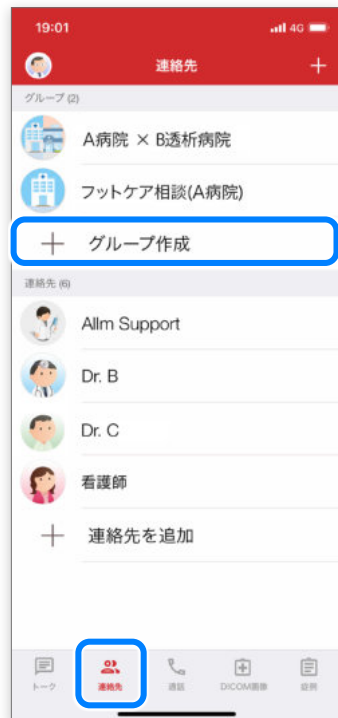 19:01 4G
連絡先
グループ (2)
A病院 × B透析病院
フットケア相談(A病院)
グループ作成
連絡先 (6)
Allm Support
Dr. B
Dr. C
看護師
連絡先を追加
トーク 連絡先 通話 DICOM画像 症例